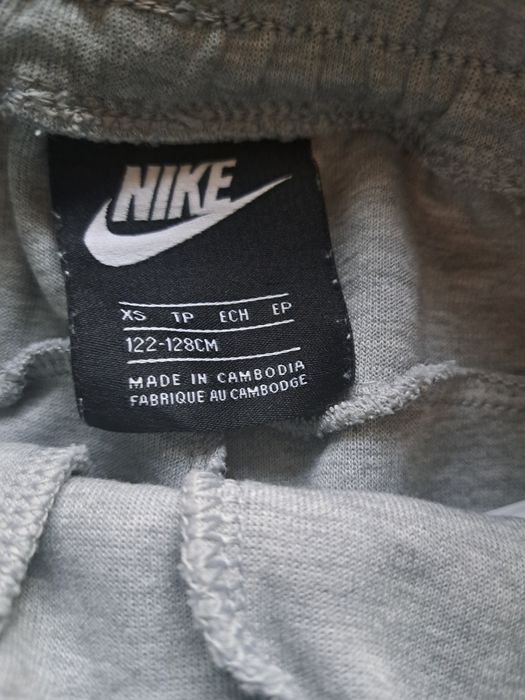 NIKE
XS TP ECH EP
122-128CM
MADE IN CAMBODIA
FABRIQUE AU CAMBODGE